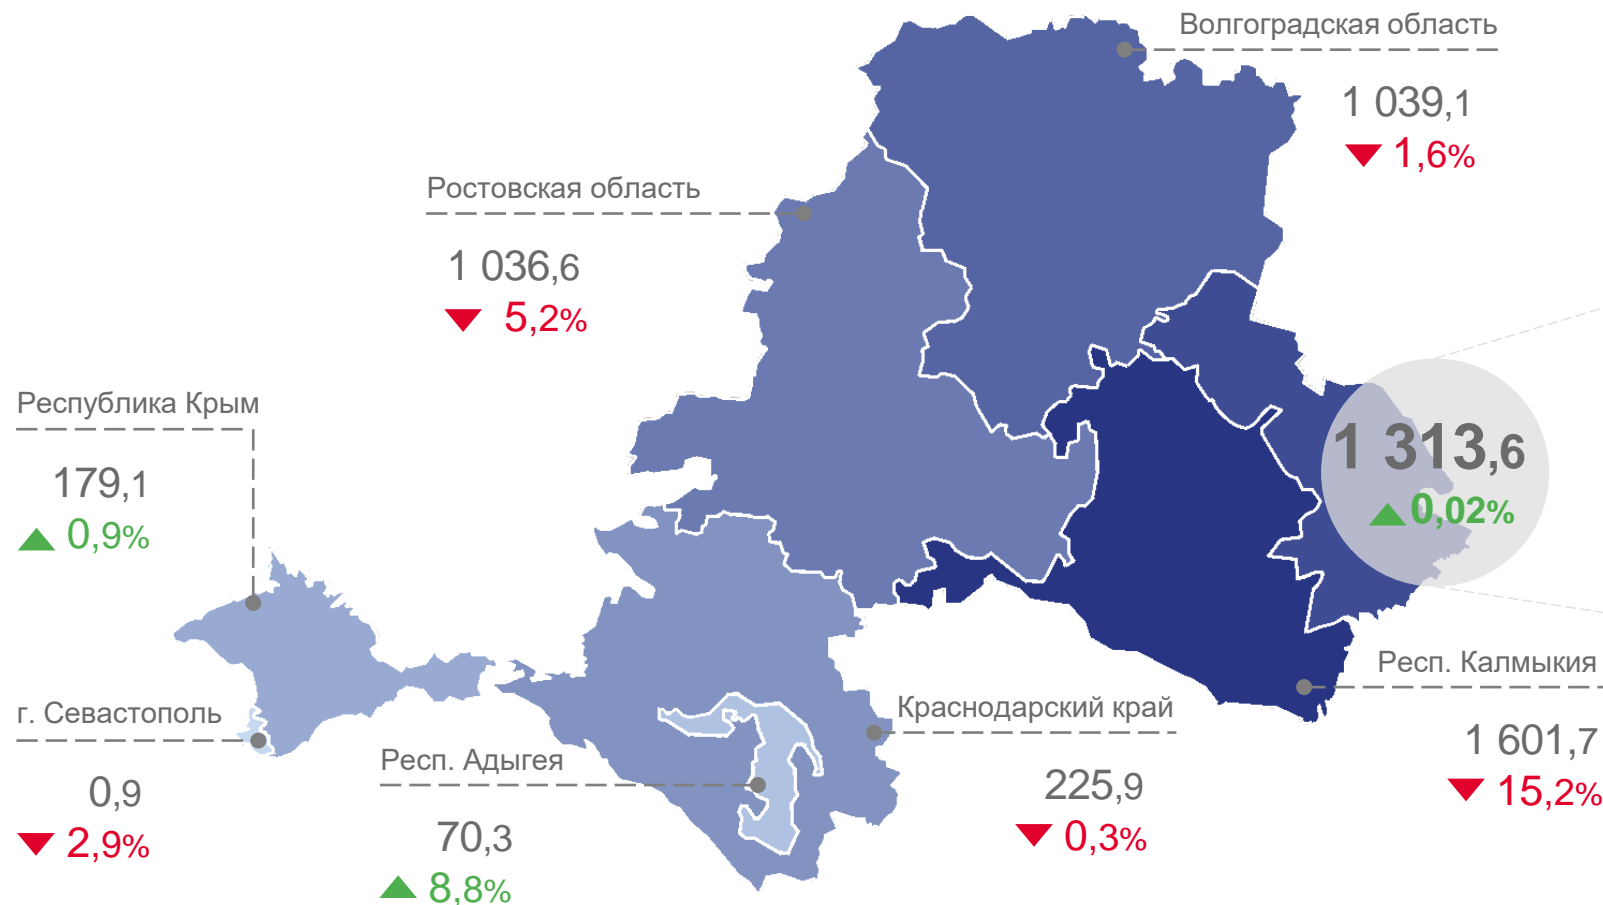 Волгоградская область
1 039,1
1,6%
Ростовская область
1 036,6
5,2%
Республика Крым
179,1
0,9%
1 313,6
0,02%
Респ. Калмыкия
1 601,7
15,2%
г. Севастополь
0,9
2,9%
Респ. Адыгея
70,3
8,8%
Краснодарский край
225,9
0,3%